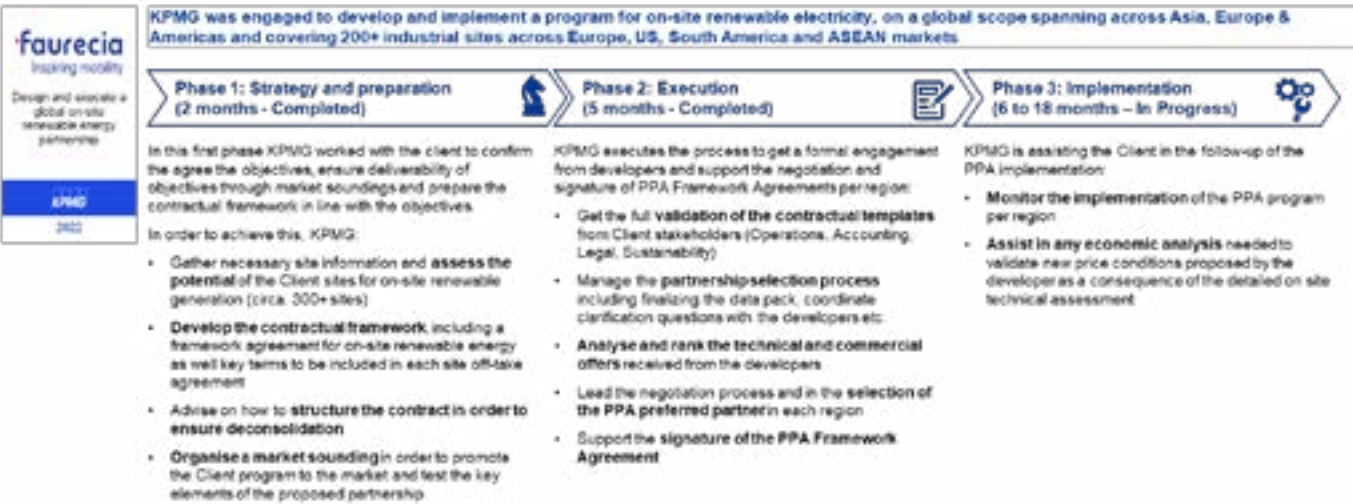 faurecia
Inspiring mobility
Design and execute a
global on-site
renewable energy
partnership
KPMG
2022
KPMG was engaged to develop and implement a program for on-site renewable electricity, on a global scope spanning across Asia, Europe &
Americas and covering 200+ industrial sites across Europe, US, South America and ASEAN markets
Phase 1: Strategy and preparation
(2 months - Completed)
In this first phase KPMG worked with the client to confirm
the agree the objectives, ensure deliverability of
objectives through market soundings and prepare the
contractual framework in line with the objectives.
In order to achieve this, KPMG:
• Gather necessary site information and assess the
potential of the Client sites for on-site renewable
generation (circa. 300+ sites)
• Develop the contractual framework, including a
framework agreement for on-site renewable energy
as well key terms to be included in each site off-take
agreement
• Advise on how to structure the contract in order to
ensure deconsolidation
• Organise a market sounding in order to promote
the Client program to the market and test the key
elements of the proposed partnership
Phase 2: Execution
(5 months - Completed)
KPMG executes the process to get a formal engagement
from developers and support the negotiation and
signature of PPA Framework Agreements per region:
• Get the full validation of the contractual templates
from Client stakeholders (Operations, Accounting,
Legal, Sustainability)
• Manage the partnership selection process
including finalizing the data pack, coordinate
clarification questions with the developers etc.
• Analyse and rank the technical and commercial
offers received from the developers
• Lead the negotiation process and in the selection of
the PPA preferred partner in each region
• Support the signature of the PPA Framework
Agreement
Phase 3: Implementation
(6 to 18 months – In Progress)
KPMG is assisting the Client in the follow-up of the
PPA implementation:
• Monitor the implementation of the PPA program
per region
• Assist in any economic analysis needed to
validate new price conditions proposed by the
developer as a consequence of the detailed on site
technical assessment